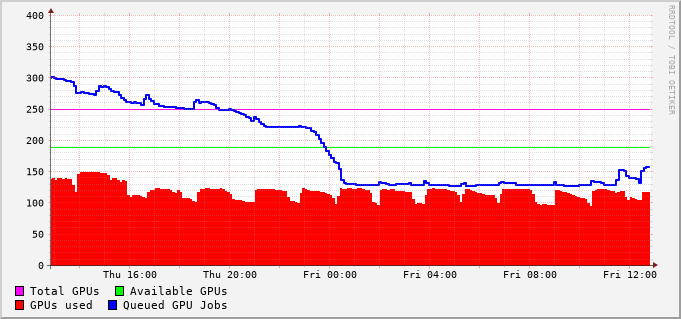 400
350
300
250
200
150
100
50
0
Thu 16:00 Thu 20:00 Fri 00:00 Fri 04:00 Fri 08:00 Fri 12:00
Total GPUs Available GPUs
GPUs used Queued GPU Jobs
RRDTOOL / TOBI OETIKER